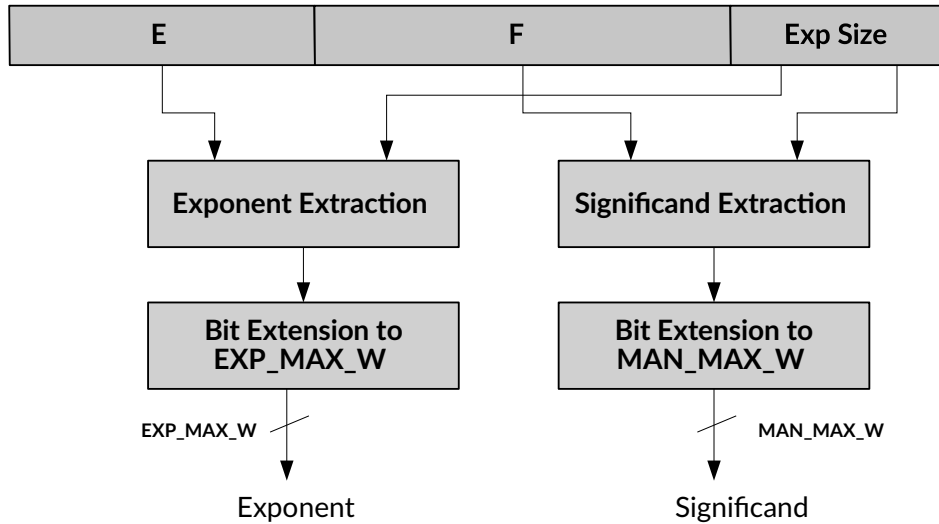 E F Exp Size
Exponent Extraction
Significand Extraction
Bit Extension to
EXP_MAX_W
Bit Extension to
MAN_MAX_W
EXP_MAX_W
MAN_MAX_W
Exponent
Significand